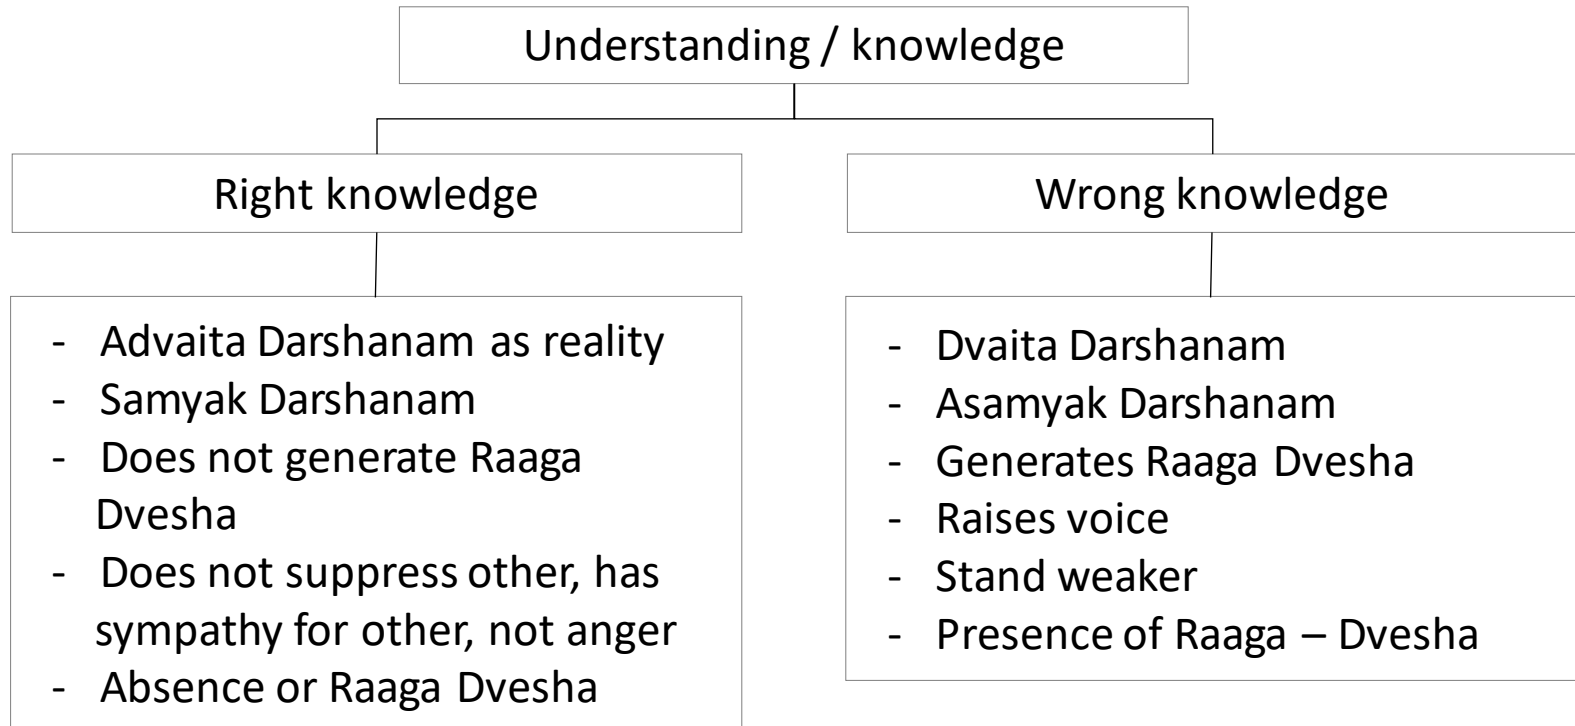 Understanding / knowledge
Right knowledge
- Advaita Darshanam as reality
- Samyak Darshanam
- Does not generate Raaga
Dvesha
- Does not suppress other, has
sympathy for other, not anger
- Absence or Raaga Dvesha
Wrong knowledge
- Dvaita Darshanam
- Asamyak Darshanam
- Generates Raaga Dvesha
- Raises voice
- Stand weaker
- Presence of Raaga – Dvesha